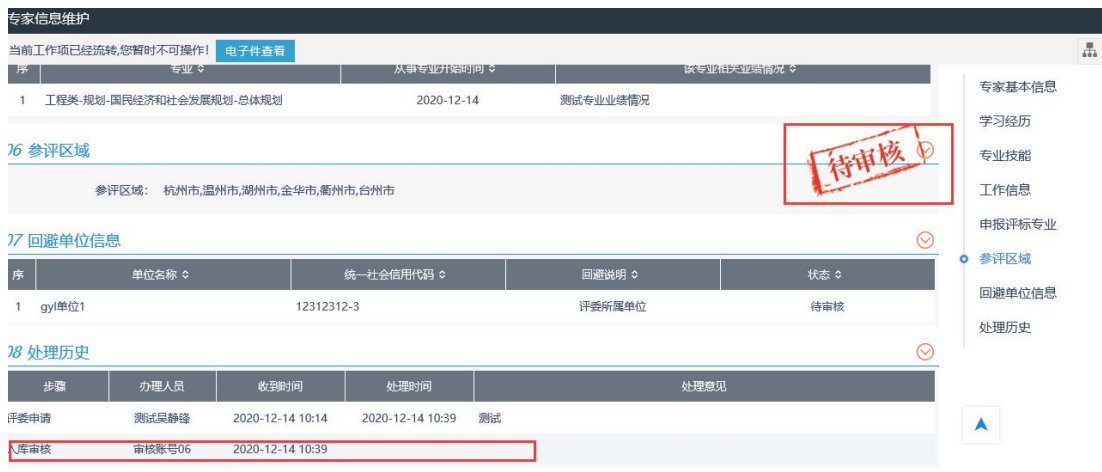 专家信息维护
当前工作项已经流转,您暂时不可操作! 电子件查看
序 专业 从事专业开始时间 该专业相关业绩情况
1 工程类-规划-国民经济和社会发展规划-总体规划 2020-12-14 测试专业业绩情况
06 参评区域
待审核
参评区域: 杭州市,温州市,湖州市,金华市,衢州市,台州市
07 回避单位信息
序 单位名称 统一社会信用代码 回避说明 状态
1 gyl单位1 12312312-3 评委所属单位 待审核
08 处理历史
步骤 办理人员 收到时间 处理时间 处理意见
评委申请 测试吴静锋 2020-12-14 10:14 2020-12-14 10:39 测试
入库审核 审核账号06 2020-12-14 10:39
专家基本信息
学习经历
专业技能
工作信息
申报评标专业
参评区域
回避单位信息
处理历史